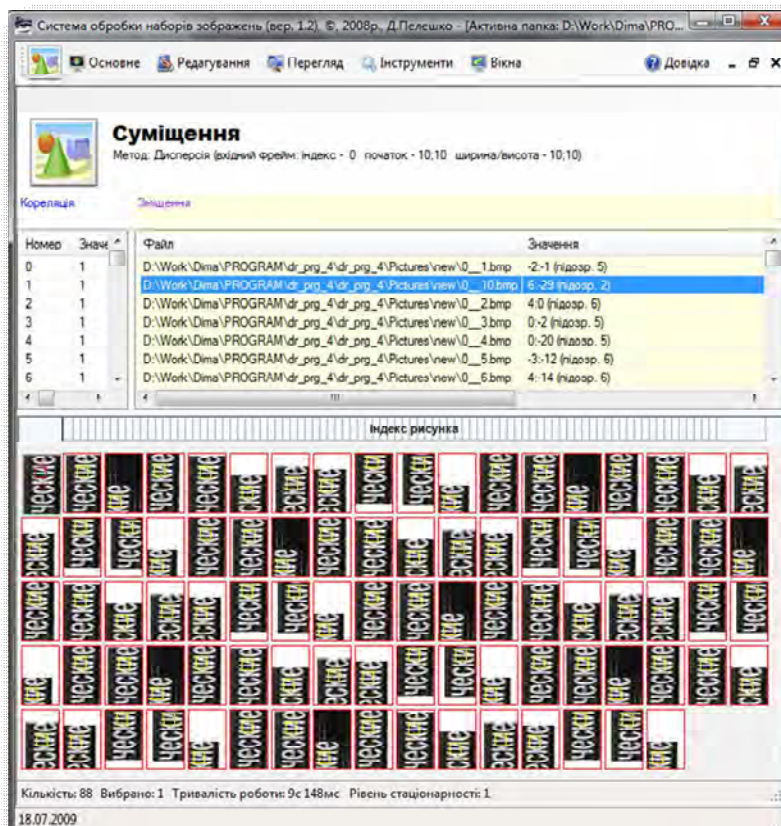 Система обробки наборів зображень (вер. 1.2), ©, 2008р., Д.Пелешко - [Активна папка: D:\Work\Dima\PRO...
Основне Редагування Перегляд Інструменти Вікна Довідка
Суміщення
Метод: Дисперсія (вхідний фрейм: індекс - 0 початок - 10;10 ширина/висота - 10;10)
Кореляція Зміщення
Номер Значе Файл Значення
0 1 D:\Work\Dima\PROGRAM\dr_prg_4\dr_prg_4\Pictures\new\0__1.bmp -2:-1 (підозр. 5)
1 1 D:\Work\Dima\PROGRAM\dr_prg_4\dr_prg_4\Pictures\new\0__10.bmp 6:-29 (підозр. 2)
2 1 D:\Work\Dima\PROGRAM\dr_prg_4\dr_prg_4\Pictures\new\0__2.bmp 4:0 (підозр. 6)
3 1 D:\Work\Dima\PROGRAM\dr_prg_4\dr_prg_4\Pictures\new\0__3.bmp 0:-2 (підозр. 5)
4 1 D:\Work\Dima\PROGRAM\dr_prg_4\dr_prg_4\Pictures\new\0__4.bmp 0:-20 (підозр. 5)
5 1 D:\Work\Dima\PROGRAM\dr_prg_4\dr_prg_4\Pictures\new\0__5.bmp -3:-12 (підозр. 6)
6 1 D:\Work\Dima\PROGRAM\dr_prg_4\dr_prg_4\Pictures\new\0__6.bmp 4:-14 (підозр. 6)
Індекс рисунка
Кількість: 88 Вибрано: 1 Тривалість роботи: 9с 148мс Рівень стаціонарності: 1
18.07.2009